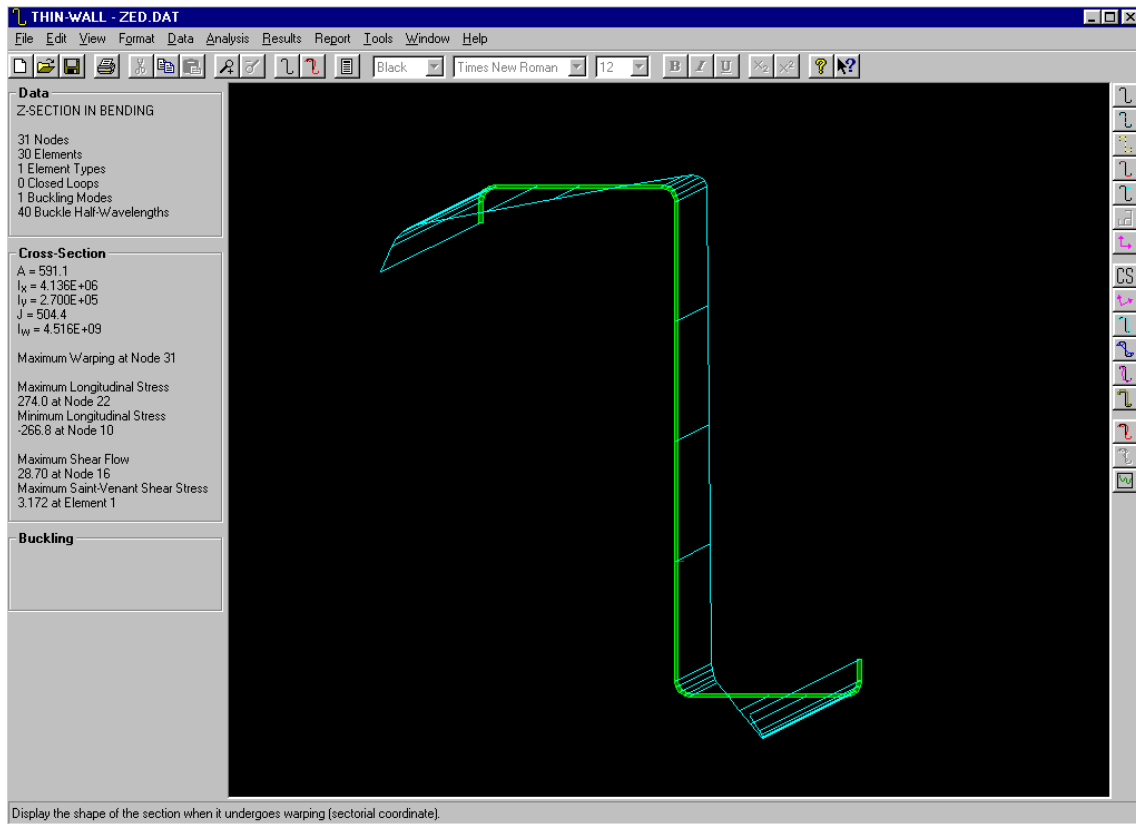 THIN-WALL - ZED.DAT
File Edit View Format Data Analysis Results Report Tools Window Help
Black Times New Roman 12 B I U X₂ x²
Data
Z-SECTION IN BENDING
31 Nodes
30 Elements
1 Element Types
0 Closed Loops
1 Buckling Modes
40 Buckle Half-Wavelengths
Cross-Section
A = 591.1
Ix = 4.136E+06
Iy = 2.700E+05
J = 504.4
Iw = 4.516E+09
Maximum Warping at Node 31
Maximum Longitudinal Stress
274.0 at Node 22
Minimum Longitudinal Stress
-266.8 at Node 10
Maximum Shear Flow
28.70 at Node 16
Maximum Saint-Venant Shear Stress
3.172 at Element 1
Buckling
CS
Display the shape of the section when it undergoes warping (sectorial coordinate).